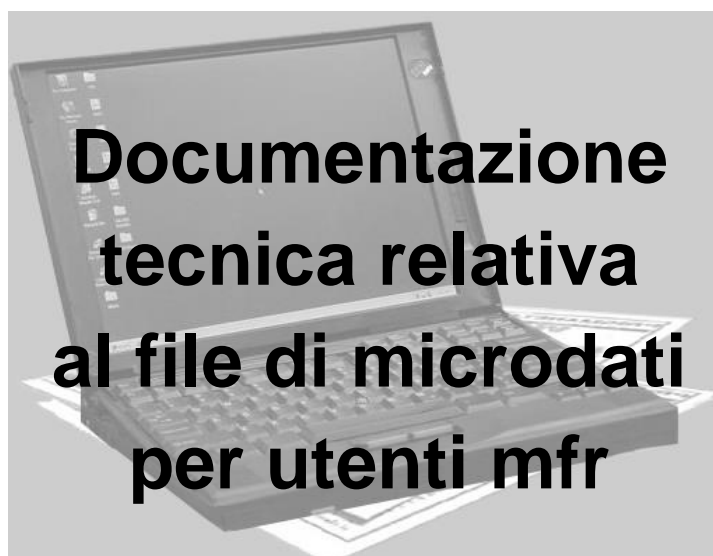 Documentazione
tecnica relativa
al file di microdati
per utenti mfr